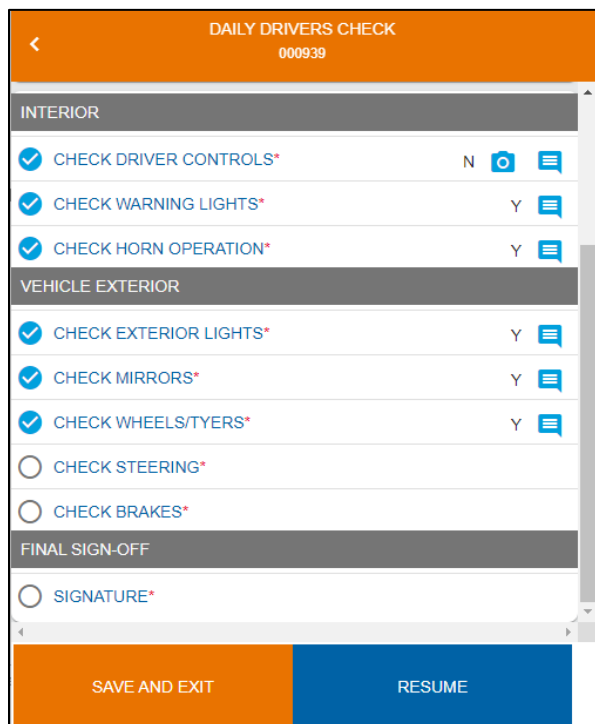 DAILY DRIVERS CHECK
000939
INTERIOR
CHECK DRIVER CONTROLS* N
CHECK WARNING LIGHTS* Y
CHECK HORN OPERATION* Y
VEHICLE EXTERIOR
CHECK EXTERIOR LIGHTS* Y
CHECK MIRRORS* Y
CHECK WHEELS/TYERS* Y
CHECK STEERING*
CHECK BRAKES*
FINAL SIGN-OFF
SIGNATURE*
SAVE AND EXIT RESUME